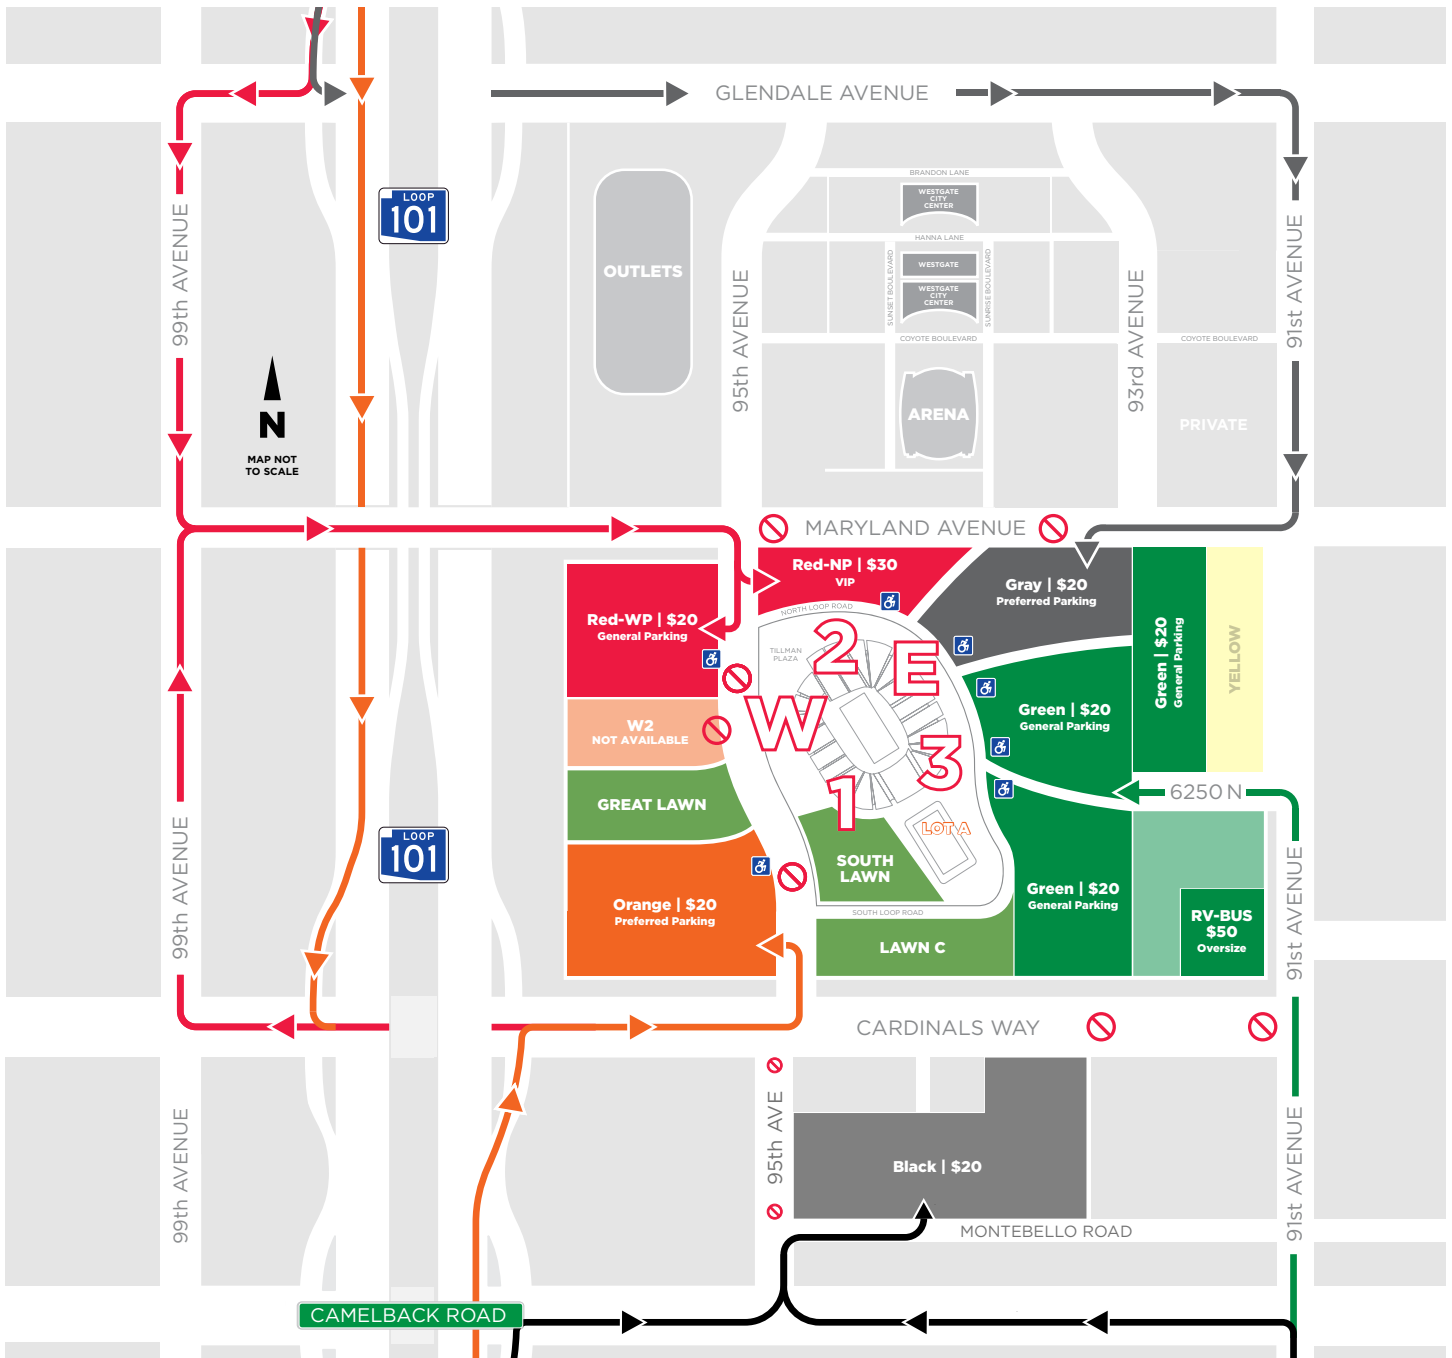 GLENDALE AVENUE
BRANDON LANE
WESTGATE
CITY
CENTER
LOOP
101
HANNA LANE
99th AVENUE
OUTLETS
95th AVENUE
SUNSET BOULEVARD
WESTGATE
WESTGATE
CITY
CENTER
SUNRISE BOULEVARD
93rd AVENUE
91st AVENUE
COYOTE BOULEVARD
COYOTE BOULEVARD
N
MAP NOT
TO SCALE
ARENA
PRIVATE
MARYLAND AVENUE
Red-NP | $30
VIP
Gray | $20
Preferred Parking
NORTH LOOP ROAD
Red-WP | $20
General Parking
TILLMAN
PLAZA
2
E
W
3
1
Green | $20
General Parking
Green | $20
General Parking
YELLOW
W2
NOT AVAILABLE
6250 N
GREAT LAWN
LOT A
LOOP
101
99th AVENUE
SOUTH
LAWN
Orange | $20
Preferred Parking
Green | $20
General Parking
RV-BUS
$50
Oversize
91st AVENUE
SOUTH LOOP ROAD
LAWN C
CARDINALS WAY
99th AVENUE
95th AVE
Black | $20
91st AVENUE
MONTEBELLO ROAD
CAMELBACK ROAD